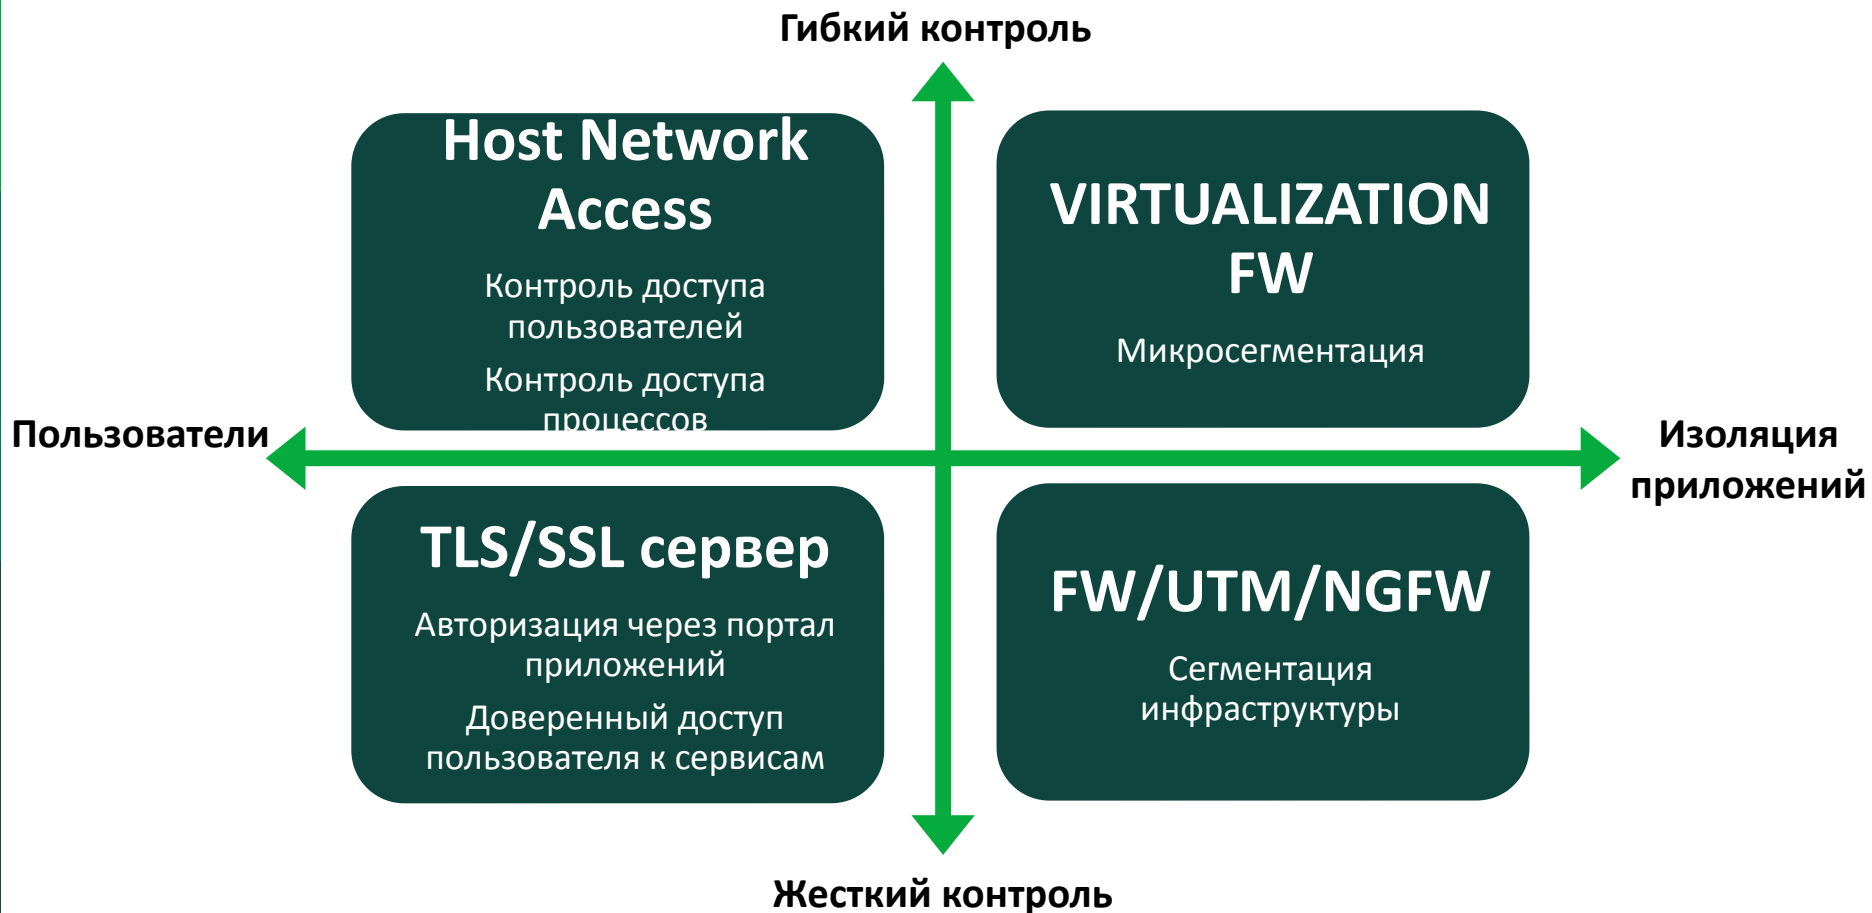 Гибкий контроль
Host Network
Access
Контроль доступа
пользователей
Контроль доступа
процессов
VIRTUALIZATION
FW
Микросегментация
Пользователи
Изоляция
приложений
TLS/SSL сервер
Авторизация через портал
приложений
Доверенный доступ
пользователя к сервисам
FW/UTM/NGFW
Сегментация
инфраструктуры
Жесткий контроль